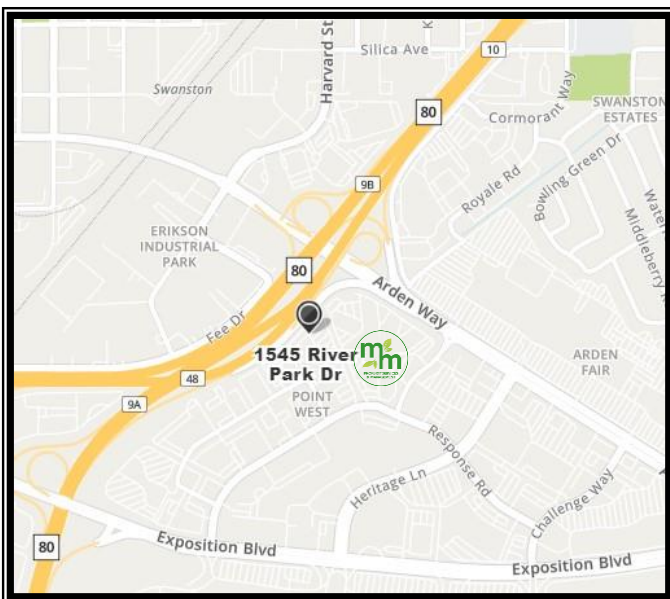 Silica Ave
10
Harvard St
Swanston
80
Cormorant Way
SWANSTON
ESTATES
9B
Royale Rd
Bowling Green Dr
Middleberry
ERIKSON
INDUSTRIAL
PARK
80
Arden Way
Fee Dr
1545 River
Park Dr
mm
ARDEN
FAIR
48
9A
POINT
WEST
Response Rd
Heritage Ln
Challenge Way
80
Exposition Blvd
Exposition Blvd